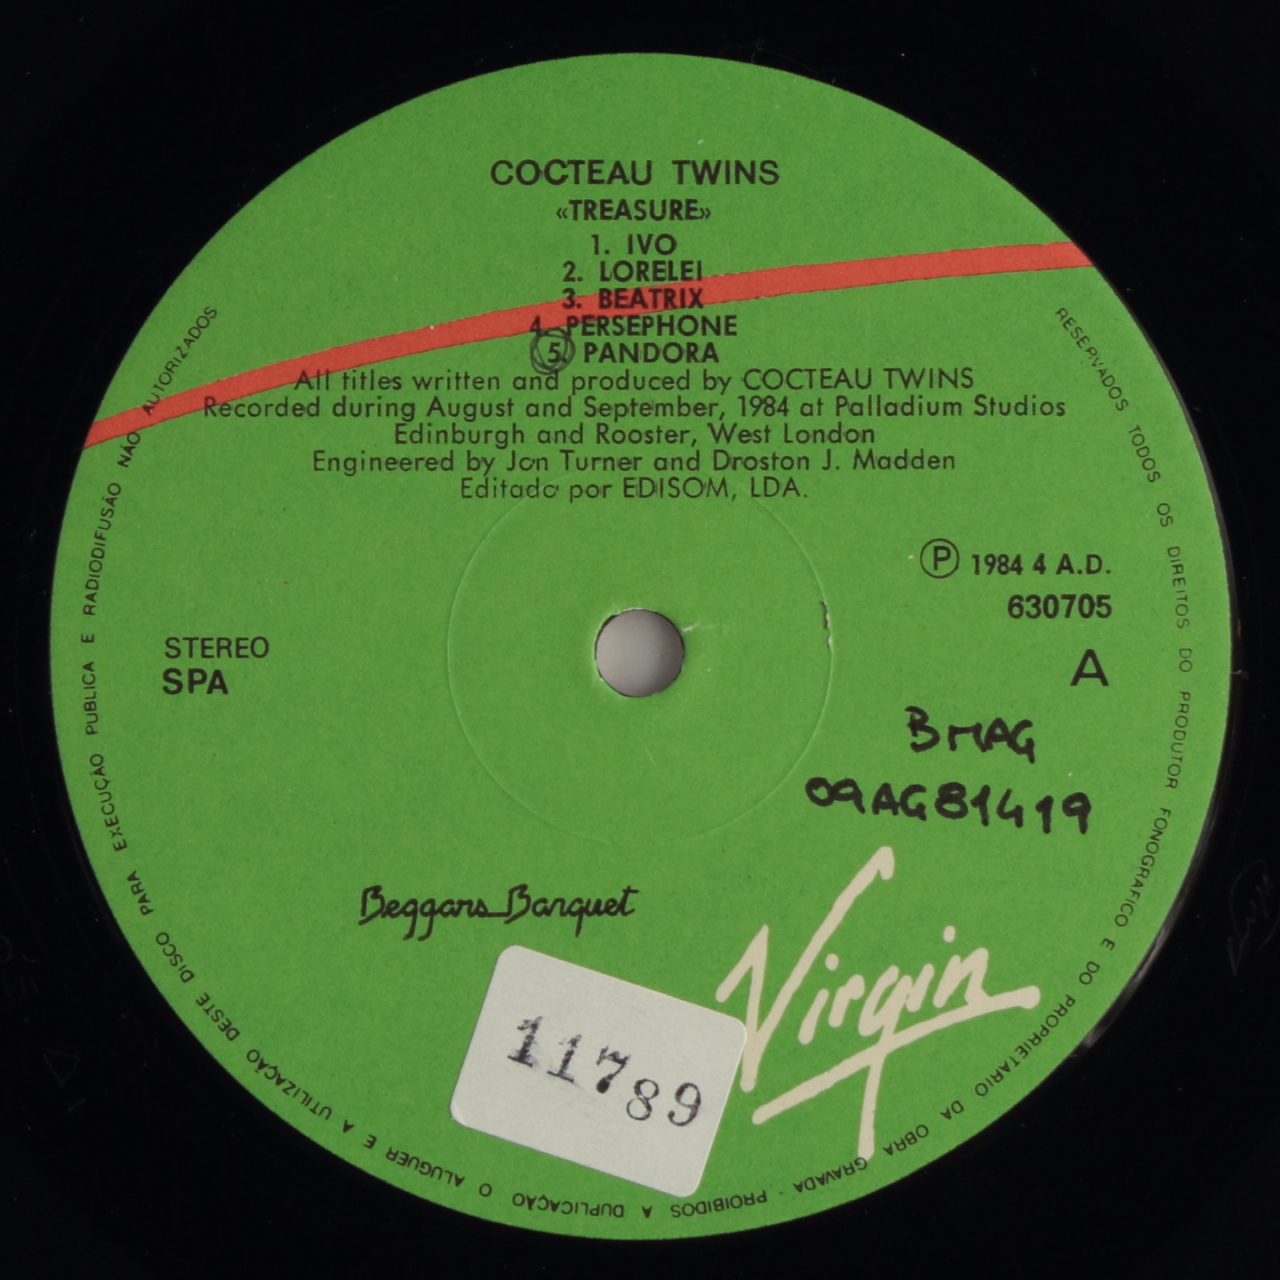 COCTEAU TWINS
«TREASURE»
1. IVO
2. LORELEI
3. BEATRIX
4. PERSEPHONE
5. PANDORA
All titles written and produced by COCTEAU TWINS
Recorded during August and September, 1984 at Palladium Studios
Edinburgh and Rooster, West London
Engineered by Jon Turner and Droston J. Madden
Editado por EDISOM, LDA.
Ⓟ 1984 4 A.D.
630705
STEREO
SPA
A
BMAG
09AG81419
Beggars Banquet
Virgin
11789
RESERVADOS TODOS OS DIREITOS DO PRODUTOR FONOGRAFICO E DO PROPRIETARIO DA OBRA GRAVADA - PROIBIDOS A DUPLICAÇÃO O ALUGUER E A UTILIZAÇÃO DESTE DISCO PARA EXECUÇÃO PUBLICA E RADIODIFUSÃO NÃO AUTORIZADOS